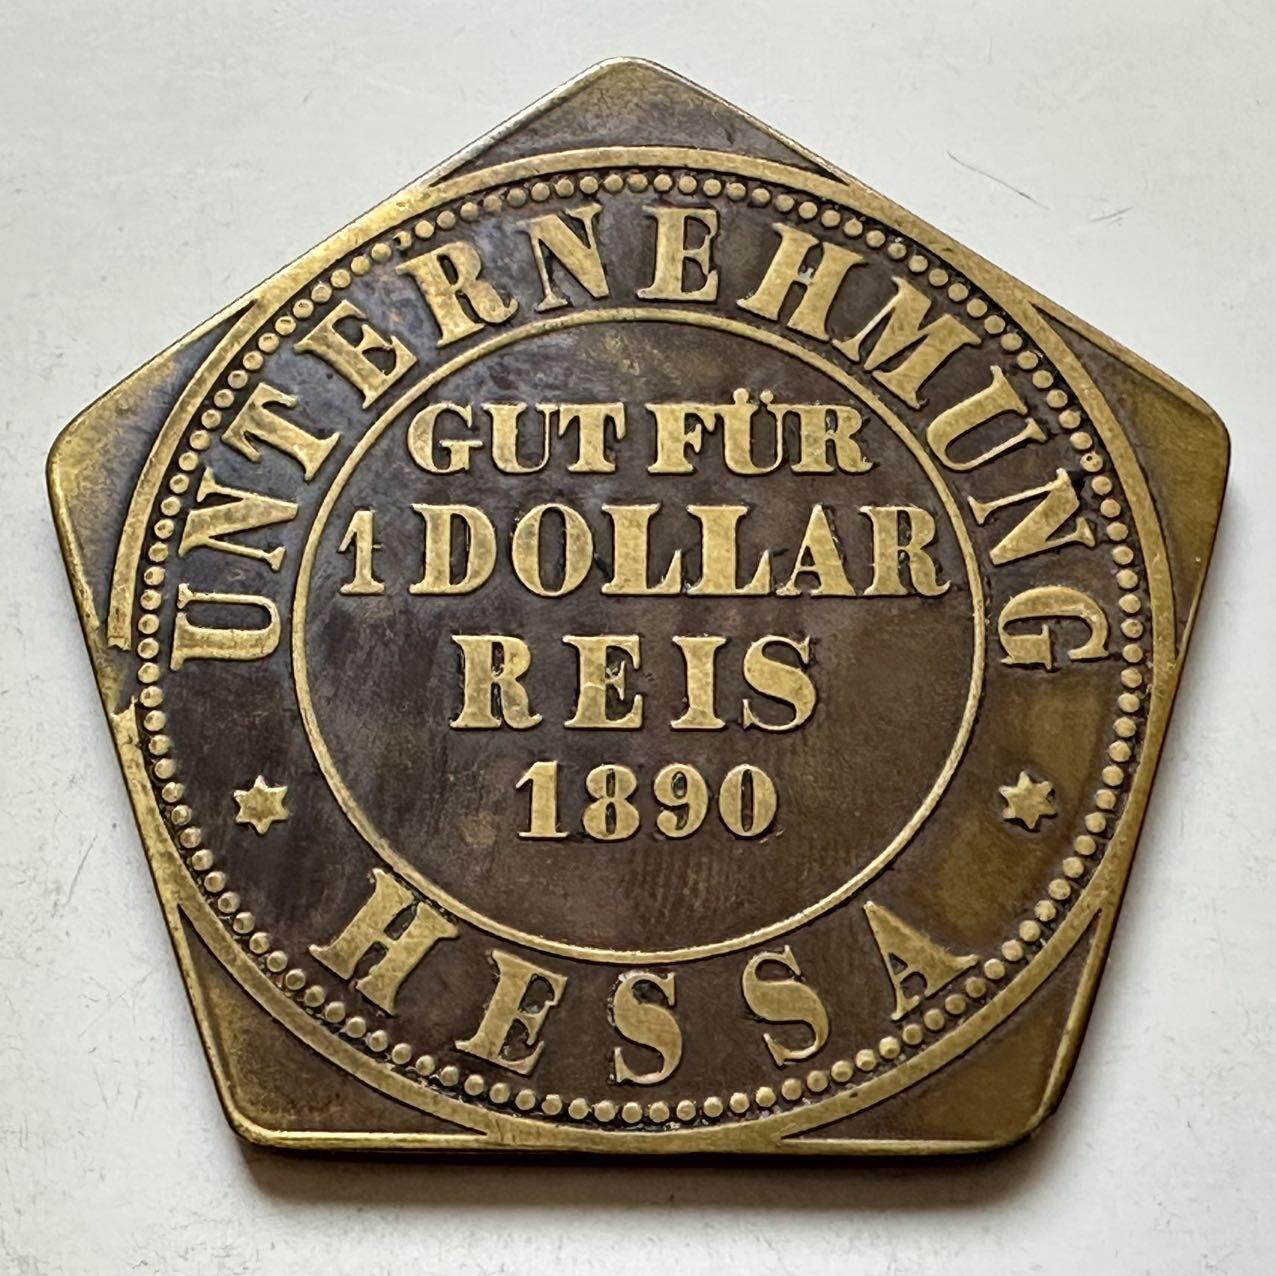 UNTERNEHMUNG
GUT FÜR
1 DOLLAR
REIS
1890
HESSA